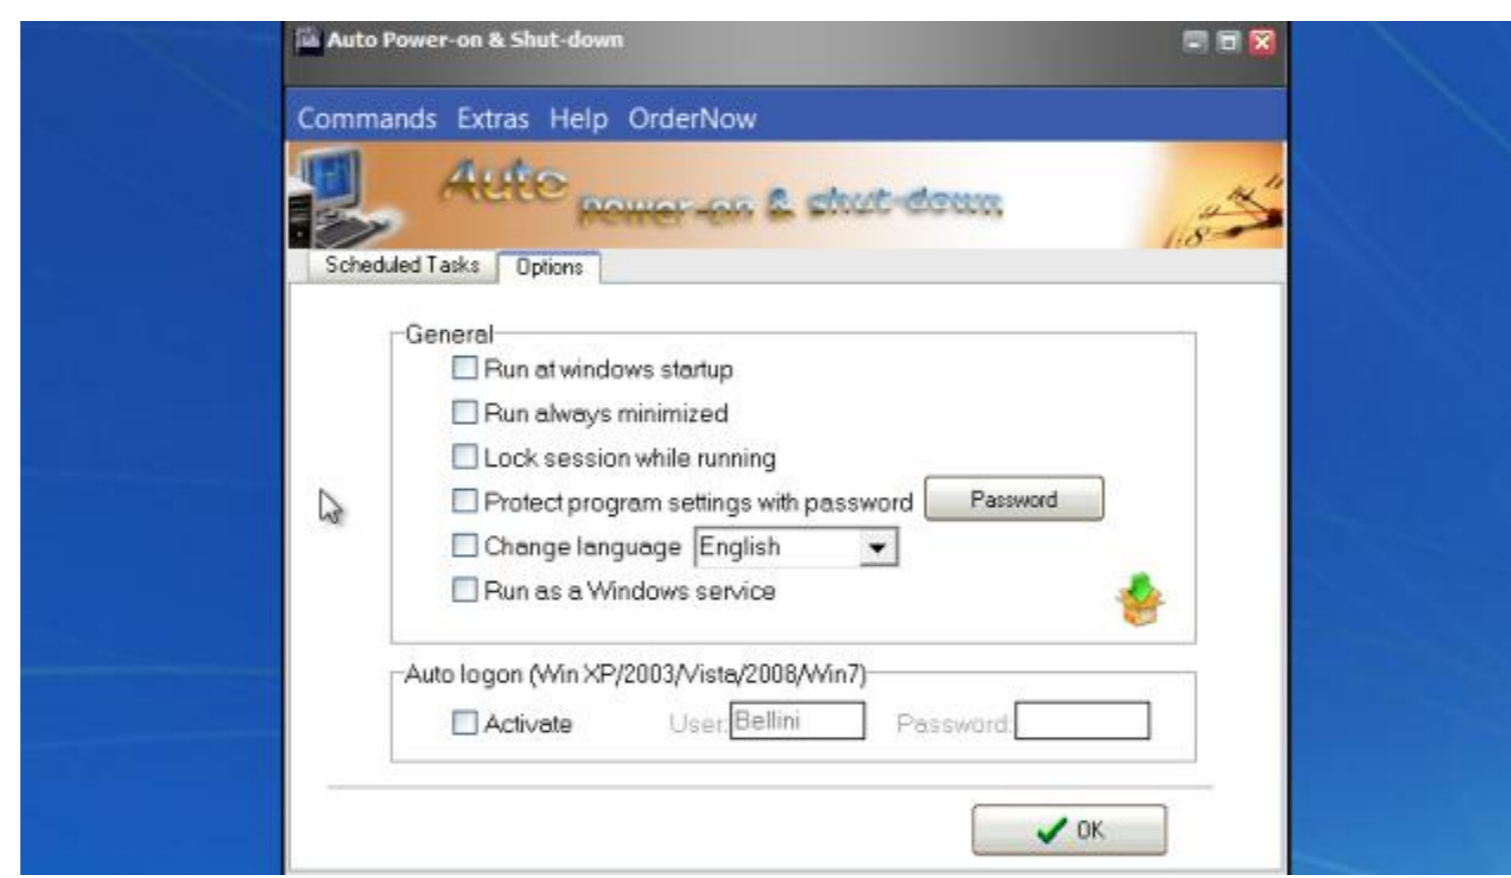 Auto Power-on & Shut-down
Commands Extras Help OrderNow
Auto power-on & shut-down
Scheduled Tasks Options
General
Run at windows startup
Run always minimized
Lock session while running
Protect program settings with password Password
Change language English
Run as a Windows service
Auto logon (Win XP/2003/Vista/2008/Win7)
Activate User: Bellini Password:
OK